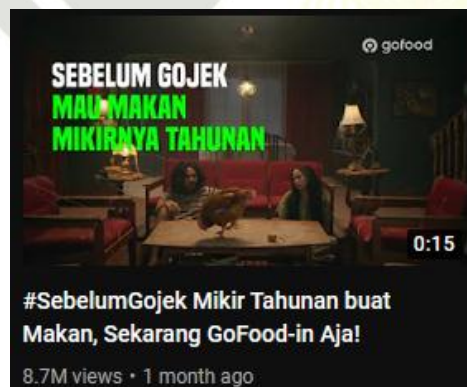 gofood
SEBELUM GOJEK
MAU MAKAN
MIKIRNYA TAHUNAN
0:15
#SebelumGojek Mikir Tahunan buat
Makan, Sekarang GoFood-in Aja!
8.7M views • 1 month ago